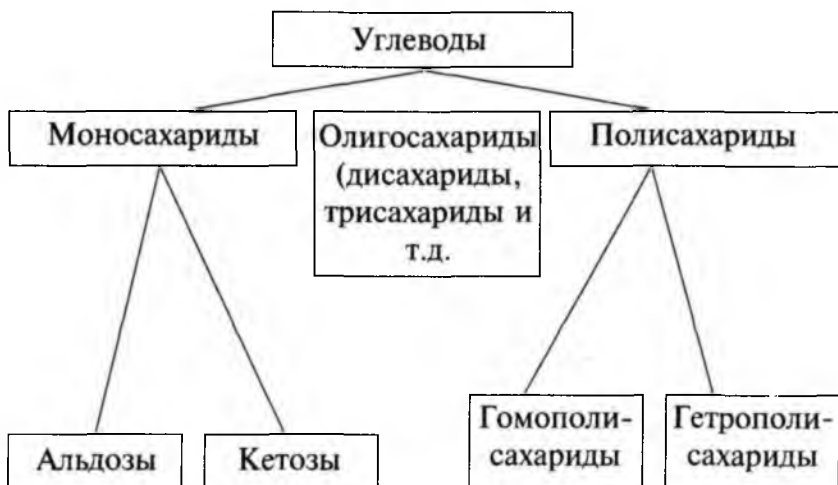 Углеводы
Моносахариды
Олигосахариды
(дисахариды,
трисахариды и
т.д.
Полисахариды
Альдозы
Кетозы
Гомополи-
сахариды
Гетрополи-
сахариды